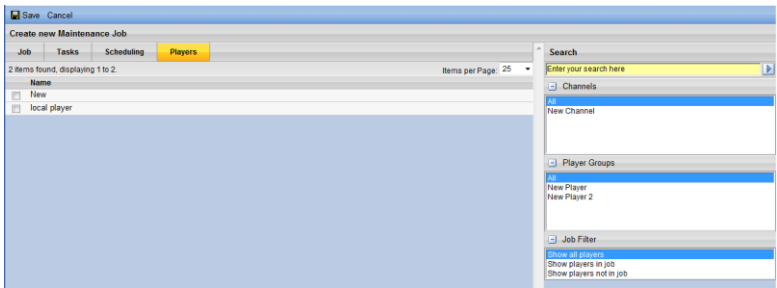 Save Cancel
Create new Maintenance Job
Job Tasks Scheduling Players
2 items found, displaying 1 to 2. Items per Page: 25
Name
New
local player
Search
Enter your search here
Channels
All
New Channel
Player Groups
All
New Player
New Player 2
Job Filter
Show all players
Show players in job
Show players not in job